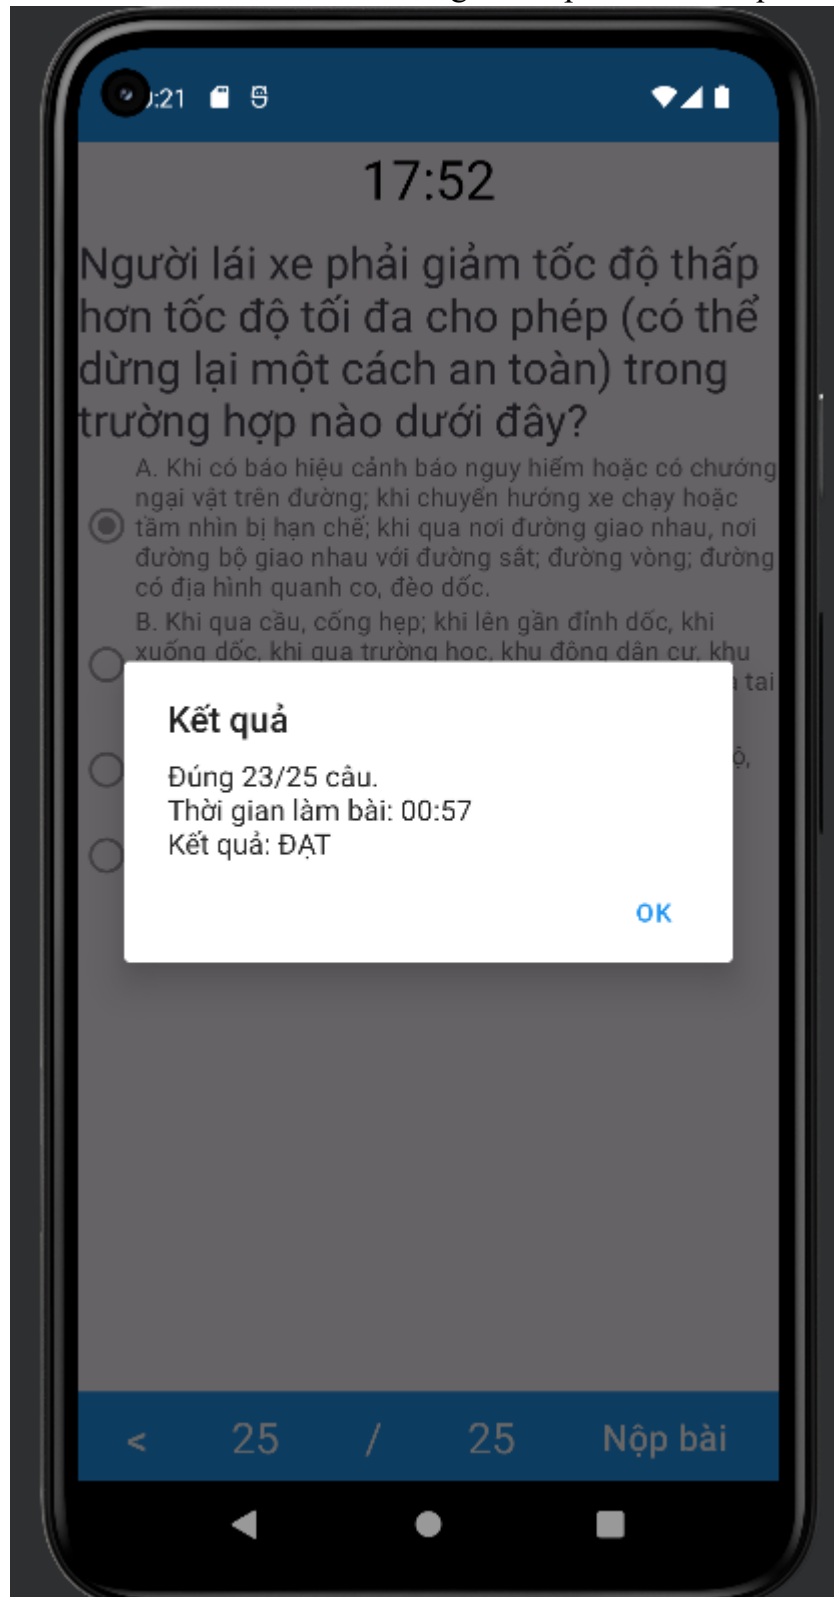 :21
17:52
Người lái xe phải giảm tốc độ thấp
hơn tốc độ tối đa cho phép (có thể
dừng lại một cách an toàn) trong
trường hợp nào dưới đây?
A. Khi có báo hiệu cảnh báo nguy hiểm hoặc có chướng
ngại vật trên đường; khi chuyển hướng xe chạy hoặc
tầm nhìn bị hạn chế; khi qua nơi đường giao nhau, nơi
đường bộ giao nhau với đường sắt; đường vòng; đường
có địa hình quanh co, đèo dốc.
B. Khi qua cầu, cống hẹp; khi lên gần đỉnh dốc, khi
xuống dốc, khi qua trường học, khu đông dân cư, khu
tai
Kết quả
Đúng 23/25 câu.
Thời gian làm bài: 00:57
Kết quả: ĐẠT
OK
< 25 / 25 Nộp bài